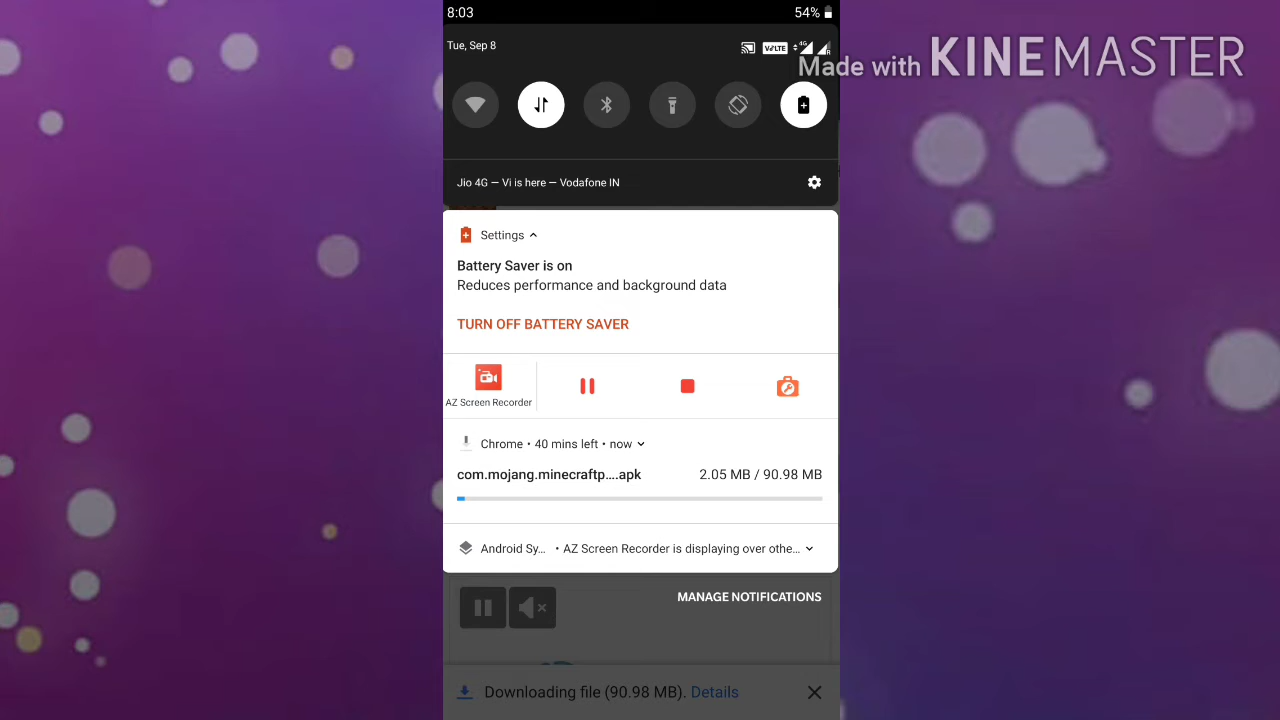 8:03
54%
Tue, Sep 8
VoLTE
4G
R
Made with KINEMASTER
Jio 4G — Vi is here — Vodafone IN
Settings
Battery Saver is on
Reduces performance and background data
TURN OFF BATTERY SAVER
AZ Screen Recorder
Chrome • 40 mins left • now
com.mojang.minecraftp....apk
2.05 MB / 90.98 MB
Android Sy... • AZ Screen Recorder is displaying over othe...
MANAGE NOTIFICATIONS
Downloading file (90.98 MB). Details